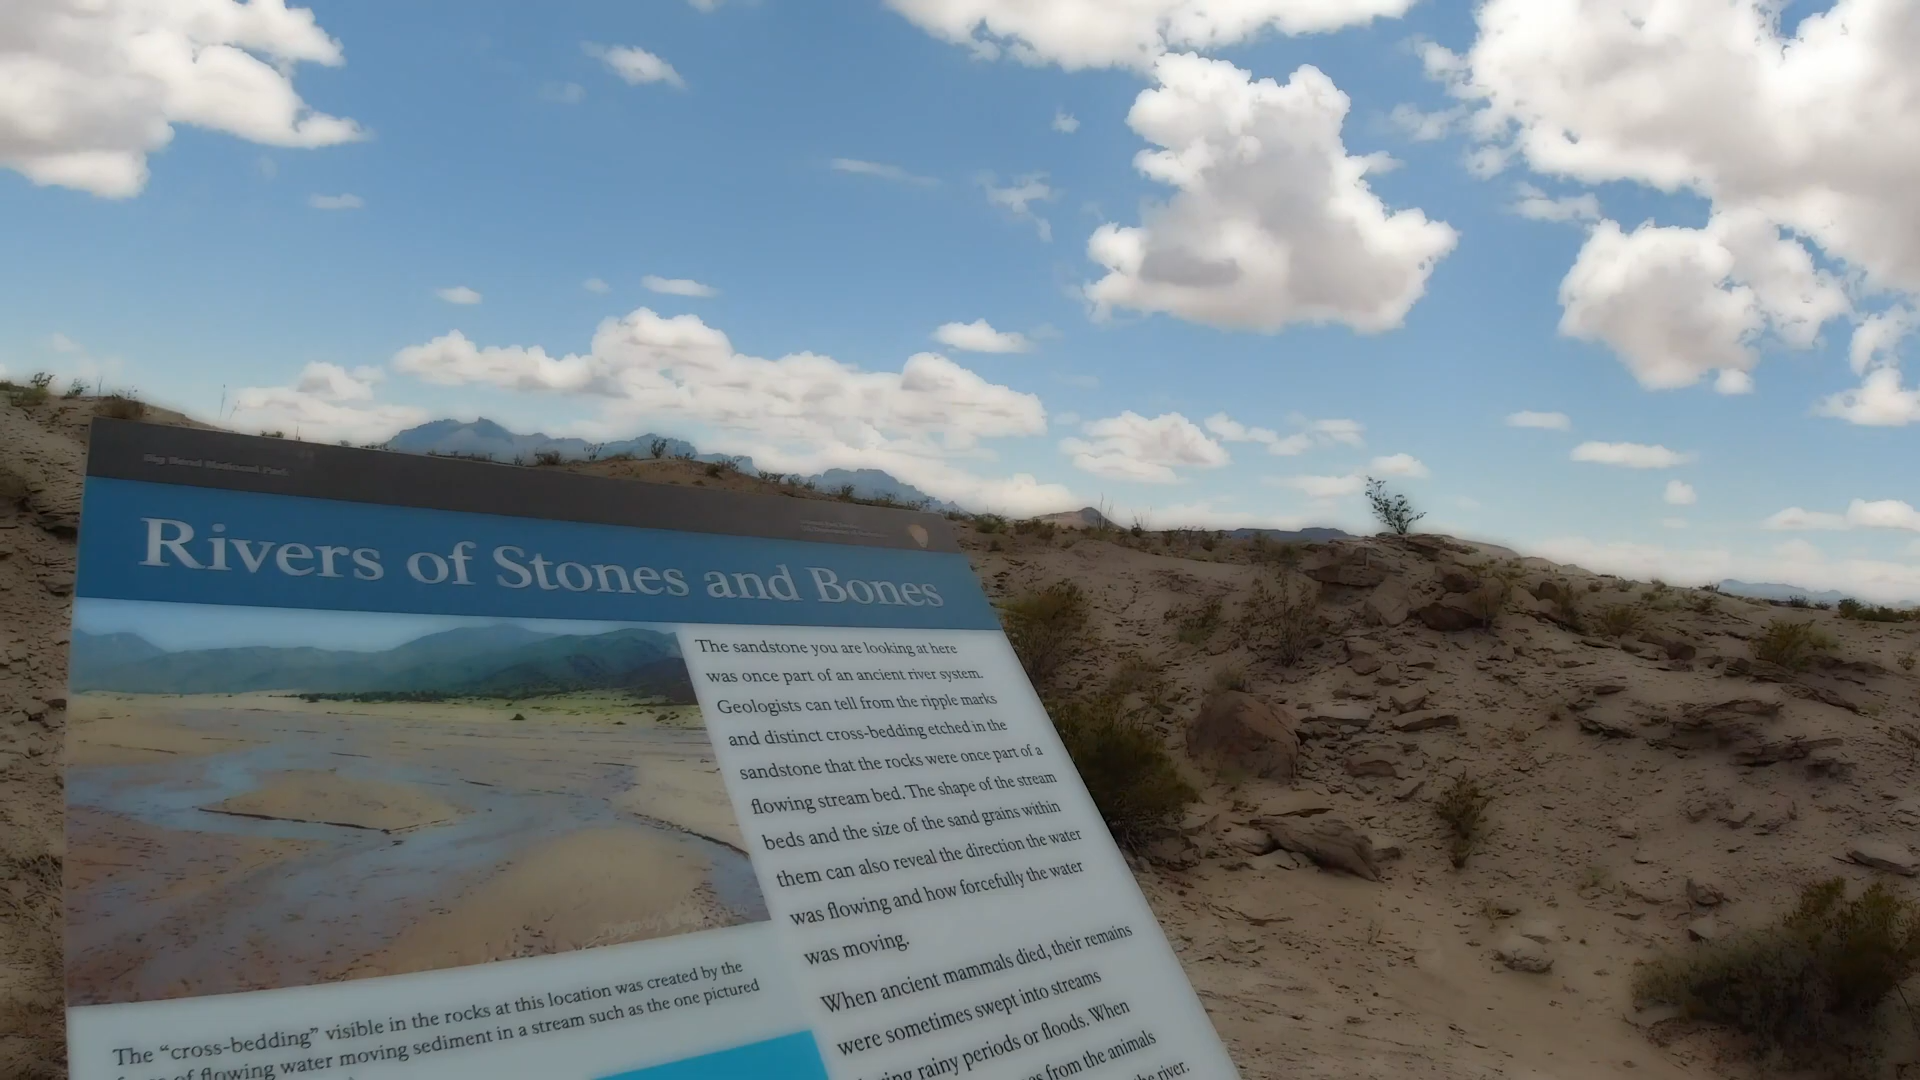 Big Bend National Park
Rivers of Stones and Bones
The sandstone you are looking at here
was once part of an ancient river system.
Geologists can tell from the ripple marks
and distinct cross-bedding etched in the
sandstone that the rocks were once part of a
flowing stream bed. The shape of the stream
beds and the size of the sand grains within
them can also reveal the direction the water
was flowing and how forcefully the water
was moving.
When ancient mammals died, their remains
were sometimes swept into streams
rainy periods or floods. When
from the animals
river.
The “cross-bedding” visible in the rocks at this location was created by the
of flowing water moving sediment in a stream such as the one pictured